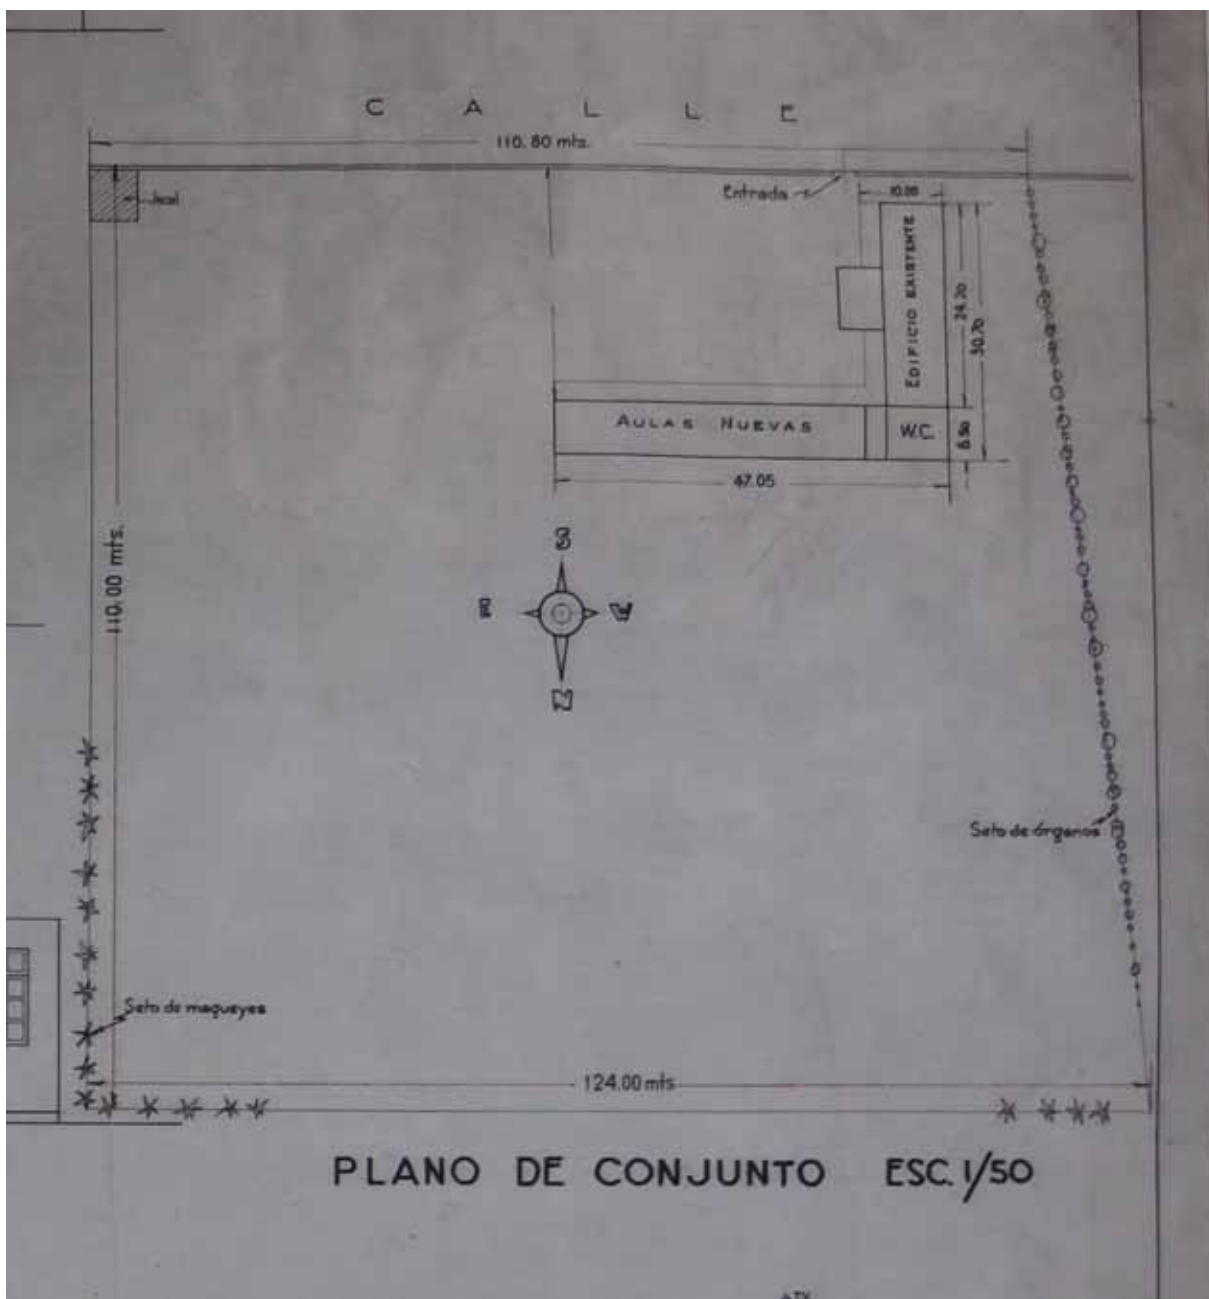 CALLE
110.80 mts.
Jacal
Entrada
10.00
EDIFICIO EXISTENTE
24.20
30.70
AULAS NUEVAS
W.C.
6.50
47.05
110.00 mts.
N
Seto de órganos
Seto de magueyes
124.00 mts
PLANO DE CONJUNTO ESC. 1/50